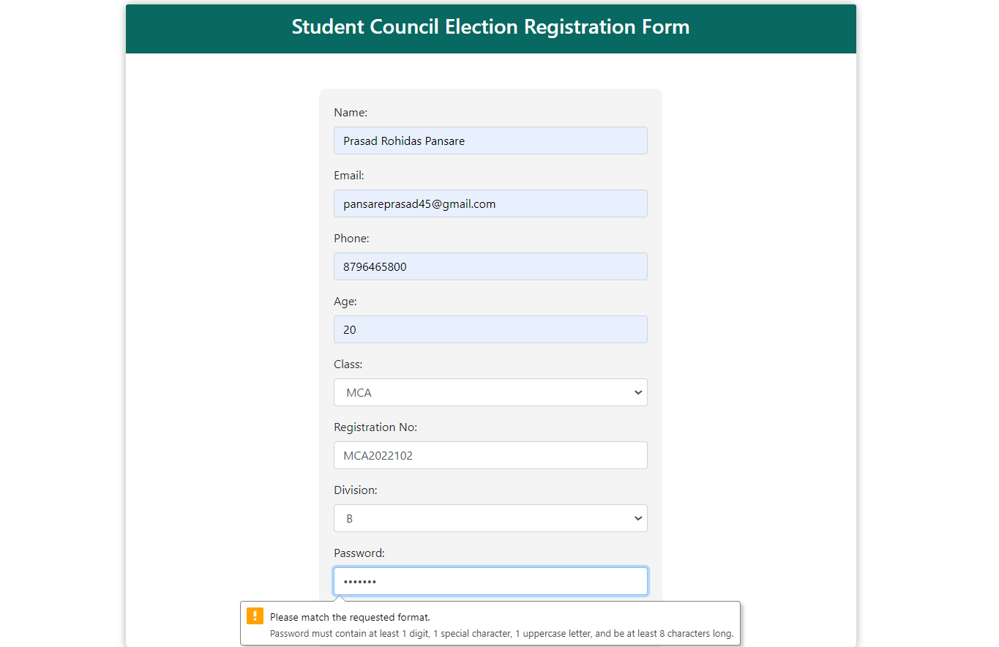 Student Council Election Registration Form
Name:
Prasad Rohidas Pansare
Email:
pansareprasad45@gmail.com
Phone:
8796465800
Age:
20
Class:
MCA
Registration No:
MCA2022102
Division:
B
Password:
•••••••
Please match the requested format.
Password must contain at least 1 digit, 1 special character, 1 uppercase letter, and be at least 8 characters long.